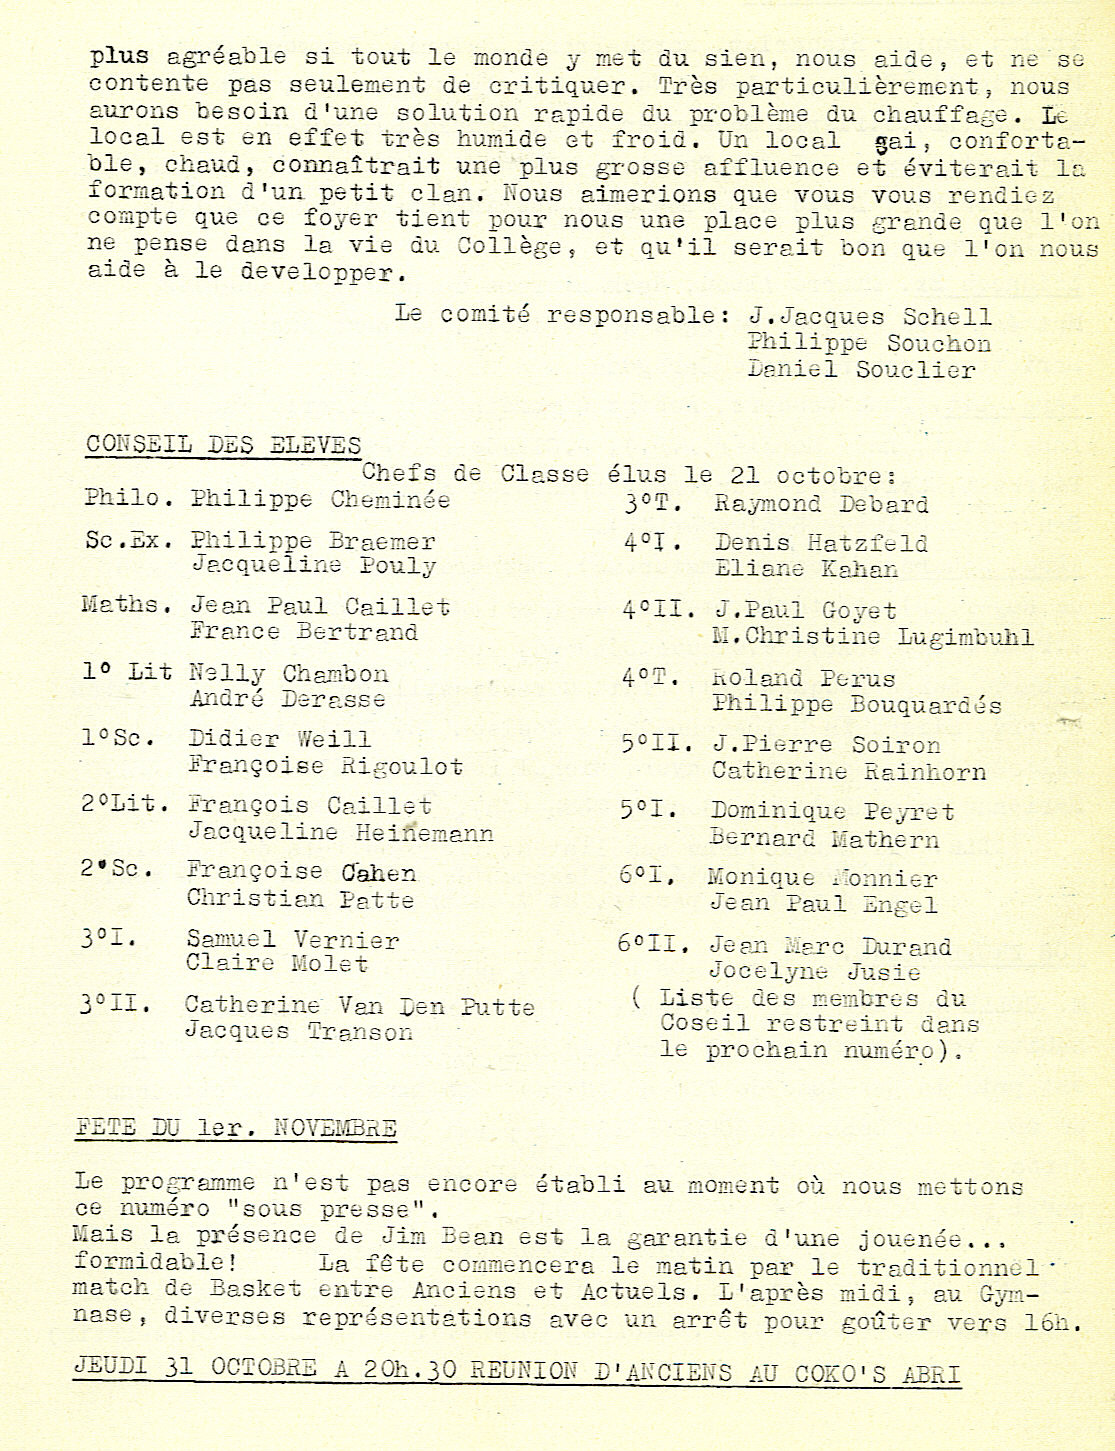 plus agréable si tout le monde y met du sien, nous aide, et ne se
contente pas seulement de critiquer. Très particulièrement, nous
aurons besoin d'une solution rapide du problème du chauffage. Le
local est en effet très humide et froid. Un local gai, conforta-
ble, chaud, connaîtrait une plus grosse affluence et éviterait la
formation d'un petit clan. Nous aimerions que vous vous rendiez
compte que ce foyer tient pour nous une place plus grande que l'on
ne pense dans la vie du Collège, et qu'il serait bon que l'on nous
aide à le developper.
Le comité responsable: J.Jacques Schell
Philippe Souchon
Daniel Souclier
CONSEIL DES ELEVES
Chefs de Classe élus le 21 octobre:
Philo. Philippe Cheminée
Sc.Ex. Philippe Braemer
Jacqueline Pouly
Maths. Jean Paul Caillet
France Bertrand
1° Lit Nelly Chambon
André Derasse
1°Sc. Didier Weill
Françoise Rigoulot
2°Lit. François Caillet
Jacqueline Heinemann
2°Sc. Françoise Cahen
Christian Patte
3°I. Samuel Vernier
Claire Molet
3°II. Catherine Van Den Putte
Jacques Transon
3°T. Raymond Debard
4°I. Denis Hatzfeld
Eliane Kahan
4°II. J.Paul Goyet
M.Christine Lugimbuhl
4°T. Roland Perus
Philippe Bouquardés
5°II. J.Pierre Soiron
Catherine Rainhorn
5°I. Dominique Peyret
Bernard Mathern
6°I. Monique Monnier
Jean Paul Engel
6°II. Jean Marc Durand
Jocelyne Jusie
( Liste des membres du
Coseil restreint dans
le prochain numéro).
FETE DU 1er. NOVEMBRE
Le programme n'est pas encore établi au moment où nous mettons
ce numéro "sous presse".
Mais la présence de Jim Bean est la garantie d'une jouenée...
formidable! La fête commencera le matin par le traditionnel
match de Basket entre Anciens et Actuels. L'après midi, au Gym-
nase, diverses représentations avec un arrêt pour goûter vers 16h.
JEUDI 31 OCTOBRE A 20h.30 REUNION D'ANCIENS AU COKO'S ABRI